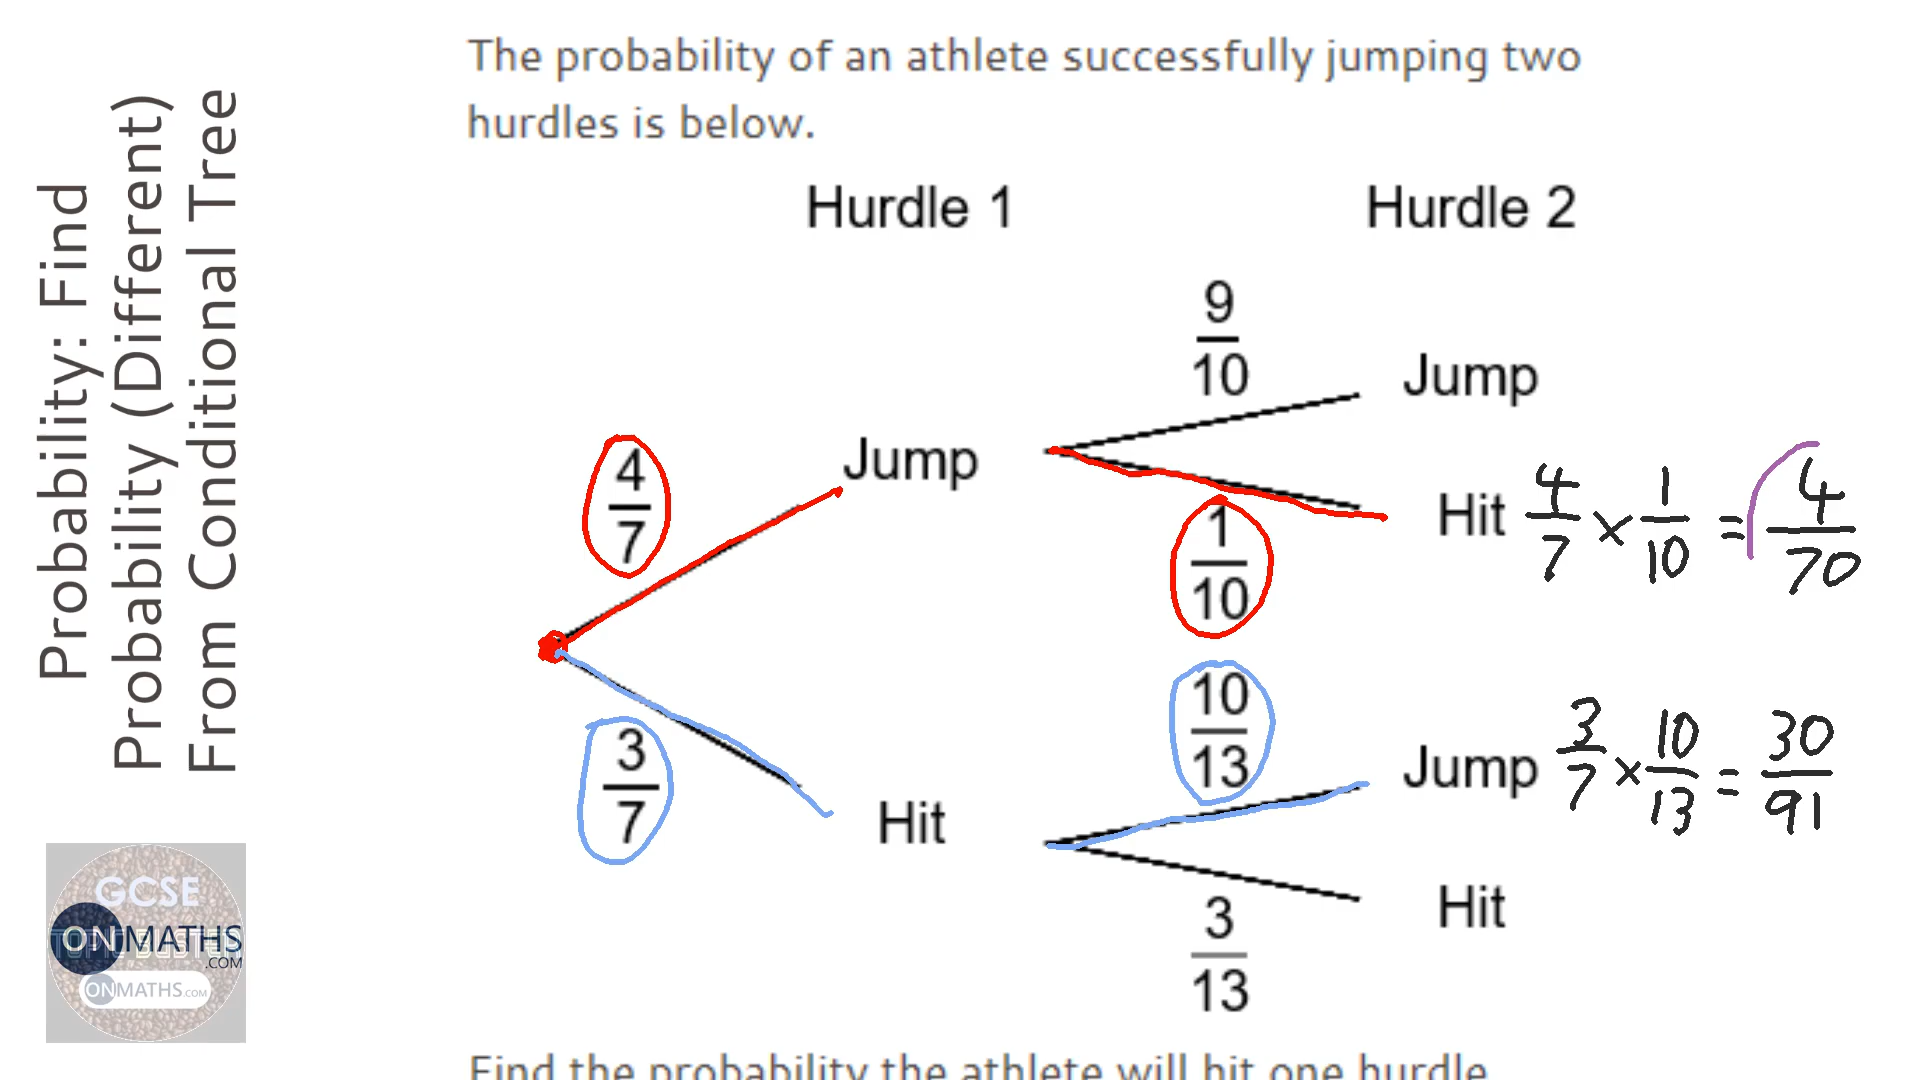 Probability: Find
Probability (Different)
From Conditional Tree
The probability of an athlete successfully jumping two
hurdles is below.
Hurdle 1 Hurdle 2
9/10
Jump
4/7
Jump
1/10
Hit 4/7 × 1/10 = 4/70
3/7
Hit
10/13
Jump 3/7 × 10/13 = 30/91
Hit
3/13
GCSE
ONMATHS
.COM
ONMATHS.COM
Find the probability the athlete will hit one hurdle